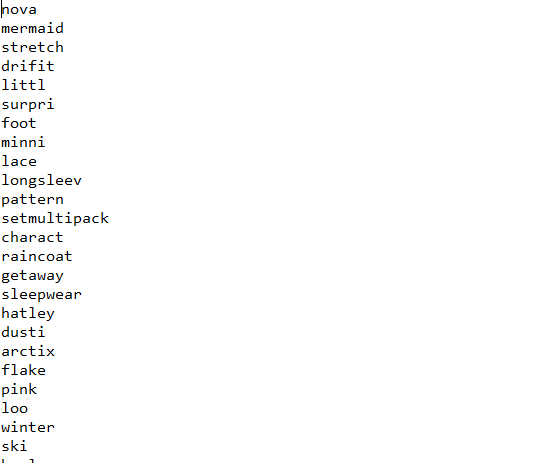 nova
mermaid
stretch
drifit
littl
surpri
foot
minni
lace
longsleev
pattern
setmultipack
charact
raincoat
getaway
sleepwear
hatley
dusti
arctix
flake
pink
loo
winter
ski